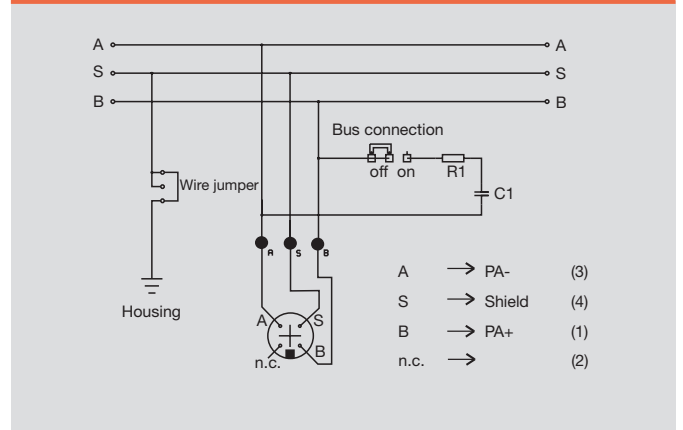 A A
S S
B B
Bus connection
off on R1
C1
Wire jumper
A S B
Housing
A S
n.c. B
A → PA- (3)
S → Shield (4)
B → PA+ (1)
n.c. → (2)